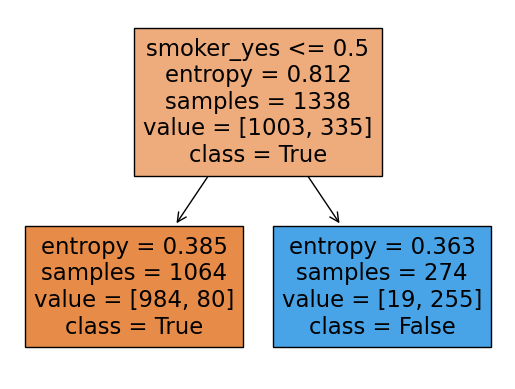 smoker_yes <= 0.5
entropy = 0.812
samples = 1338
value = [1003, 335]
class = True
entropy = 0.385
samples = 1064
value = [984, 80]
class = True
entropy = 0.363
samples = 274
value = [19, 255]
class = False